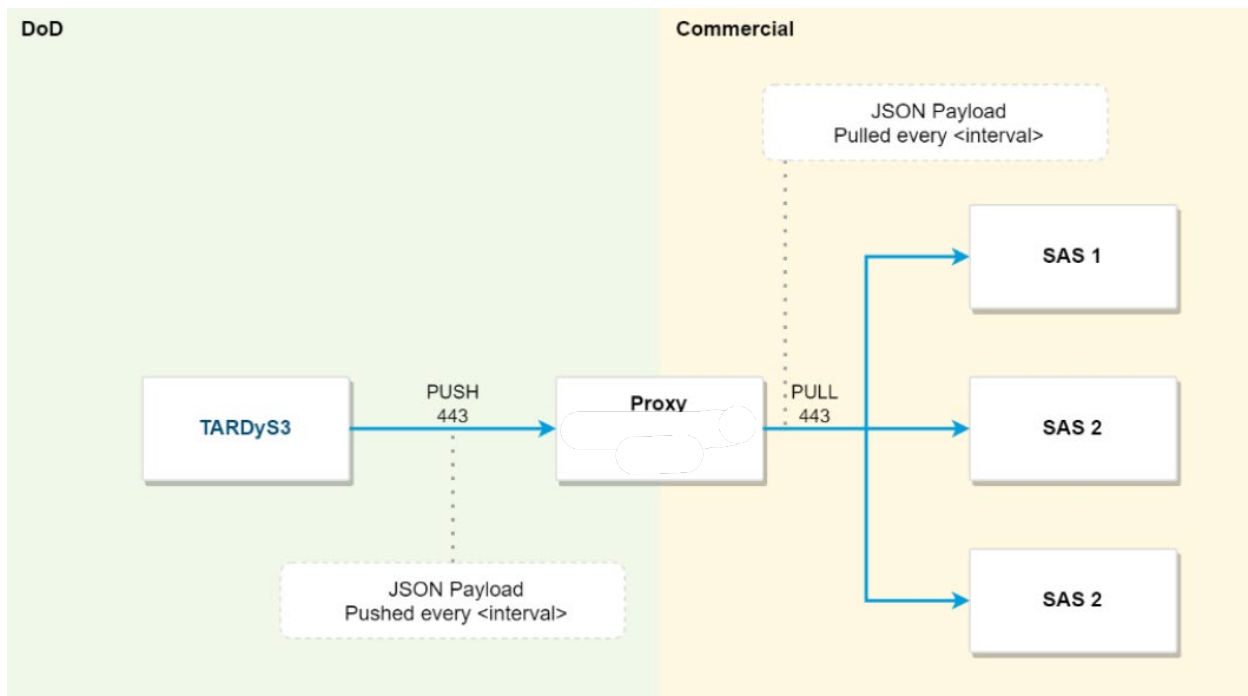 DoD
Commercial
JSON Payload
Pulled every <interval>
SAS 1
TARDyS3
PUSH
443
Proxy
PULL
443
SAS 2
JSON Payload
Pushed every <interval>
SAS 2